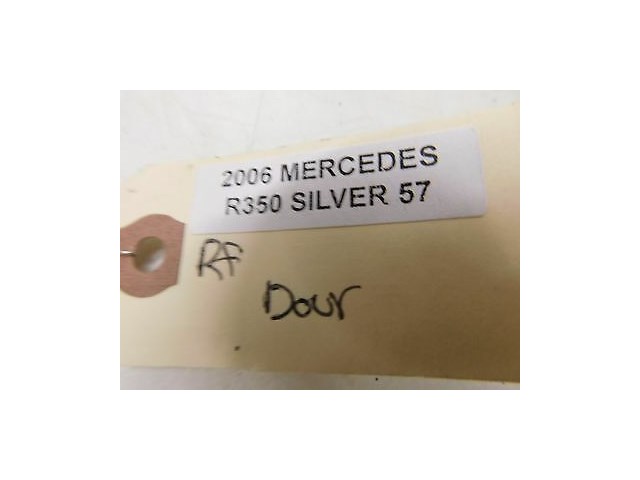 2006 MERCEDES
R350 SILVER 57
RF
Dour